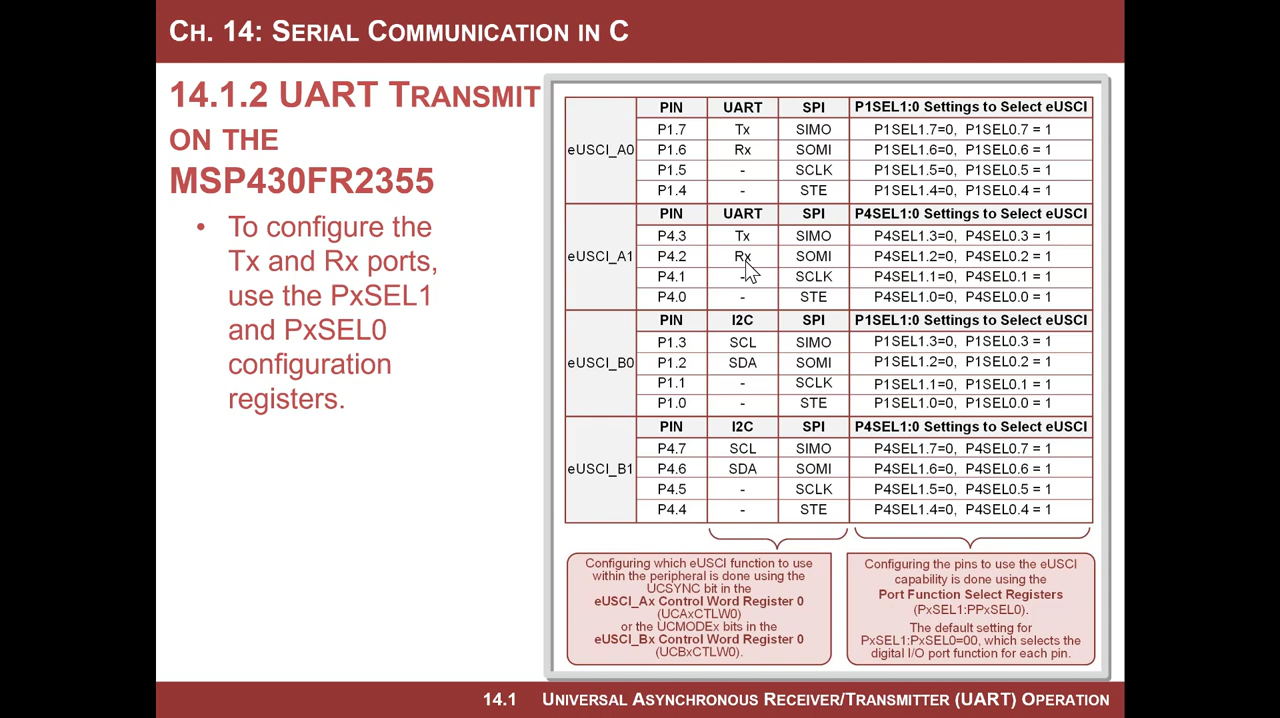 CH. 14: SERIAL COMMUNICATION IN C
14.1.2 UART TRANSMIT
ON THE
MSP430FR2355
• To configure the
Tx and Rx ports,
use the PxSEL1
and PxSEL0
configuration
registers.
PIN UART SPI P1SEL1:0 Settings to Select eUSCI
P1.7 Tx SIMO P1SEL1.7=0, P1SEL0.7 = 1
eUSCI_A0 P1.6 Rx SOMI P1SEL1.6=0, P1SEL0.6 = 1
P1.5 - SCLK P1SEL1.5=0, P1SEL0.5 = 1
P1.4 - STE P1SEL1.4=0, P1SEL0.4 = 1
PIN UART SPI P4SEL1:0 Settings to Select eUSCI
P4.3 Tx SIMO P4SEL1.3=0, P4SEL0.3 = 1
eUSCI_A1 P4.2 Rx SOMI P4SEL1.2=0, P4SEL0.2 = 1
P4.1 - SCLK P4SEL1.1=0, P4SEL0.1 = 1
P4.0 - STE P4SEL1.0=0, P4SEL0.0 = 1
PIN I2C SPI P1SEL1:0 Settings to Select eUSCI
P1.3 SCL SIMO P1SEL1.3=0, P1SEL0.3 = 1
eUSCI_B0 P1.2 SDA SOMI P1SEL1.2=0, P1SEL0.2 = 1
P1.1 - SCLK P1SEL1.1=0, P1SEL0.1 = 1
P1.0 - STE P1SEL1.0=0, P1SEL0.0 = 1
PIN I2C SPI P4SEL1:0 Settings to Select eUSCI
P4.7 SCL SIMO P4SEL1.7=0, P4SEL0.7 = 1
eUSCI_B1 P4.6 SDA SOMI P4SEL1.6=0, P4SEL0.6 = 1
P4.5 - SCLK P4SEL1.5=0, P4SEL0.5 = 1
P4.4 - STE P4SEL1.4=0, P4SEL0.4 = 1
Configuring which eUSCI function to use
within the peripheral is done using the
UCSYNC bit in the
eUSCI_Ax Control Word Register 0
(UCAxCTLW0)
or the UCMODEx bits in the
eUSCI_Bx Control Word Register 0
(UCBxCTLW0).
Configuring the pins to use the eUSCI
capability is done using the
Port Function Select Registers
(PxSEL1:PPxSEL0).
The default setting for
PxSEL1:PxSEL0=00, which selects the
digital I/O port function for each pin.
14.1 UNIVERSAL ASYNCHRONOUS RECEIVER/TRANSMITTER (UART) OPERATION